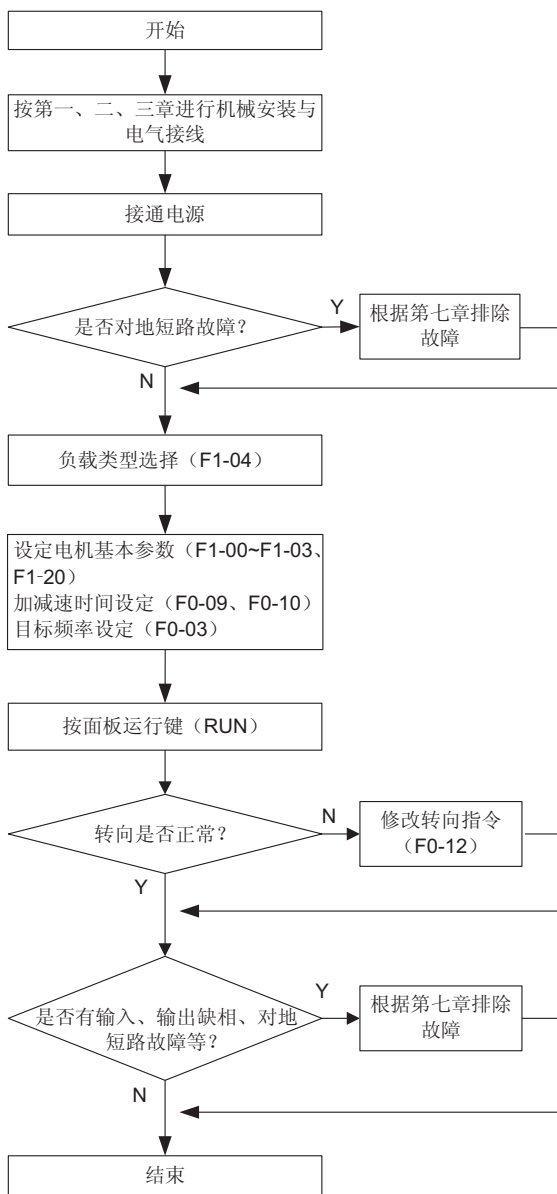 开始
按第一、二、三章进行机械安装与
电气接线
接通电源
是否对地短路故障?
Y
根据第七章排除
故障
N
负载类型选择（F1-04）
设定电机基本参数（F1-00~F1-03、
F1-20）
加减速时间设定（F0-09、F0-10）
目标频率设定（F0-03）
按面板运行键（RUN）
转向是否正常?
N
修改转向指令
（F0-12）
Y
是否有输入、输出缺相、对地
短路故障等?
Y
根据第七章排除
故障
N
结束